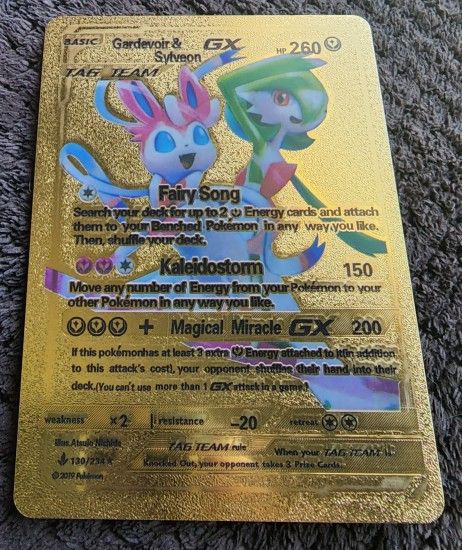 BASIC Gardevoir & GX HP 260
Sylveon
TAG TEAM
Fairy Song
Search your deck for up to 2 Energy cards and attach
them to your Benched Pokémon in any way you like.
Then, shuffle your deck.
Kaleidostorm 150
Move any number of Energy from your Pokémon to your
other Pokémon in any way you like.
+ Magical Miracle GX 200
If this pokémonhas at least 3 extra Energy attached to it(in addition
to this attack's cost), your opponent shuffles their hand into their
deck.(You can't use more than 1 GX attack in a game.)
weakness ×2 resistance -20 retreat
Illus. Atsujo Nichida
TAG TEAM rule When your TAG TEAM is
130/234 Knocked Out, your opponent takes 3 Prize Cards.
©2019 Pokémon